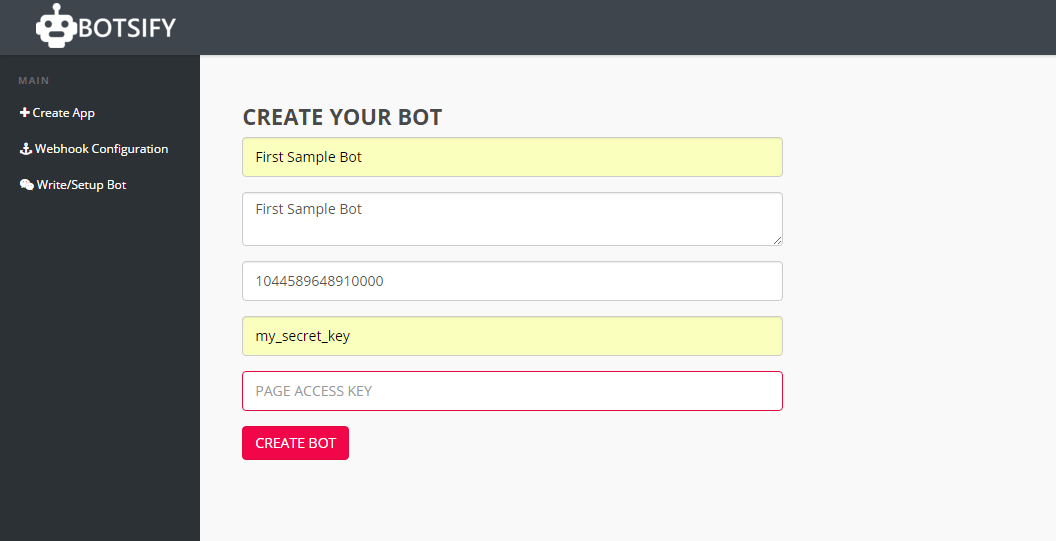 BOTSIFY
MAIN
Create App
Webhook Configuration
Write/Setup Bot
CREATE YOUR BOT
First Sample Bot
First Sample Bot
1044589648910000
my_secret_key
PAGE ACCESS KEY
CREATE BOT